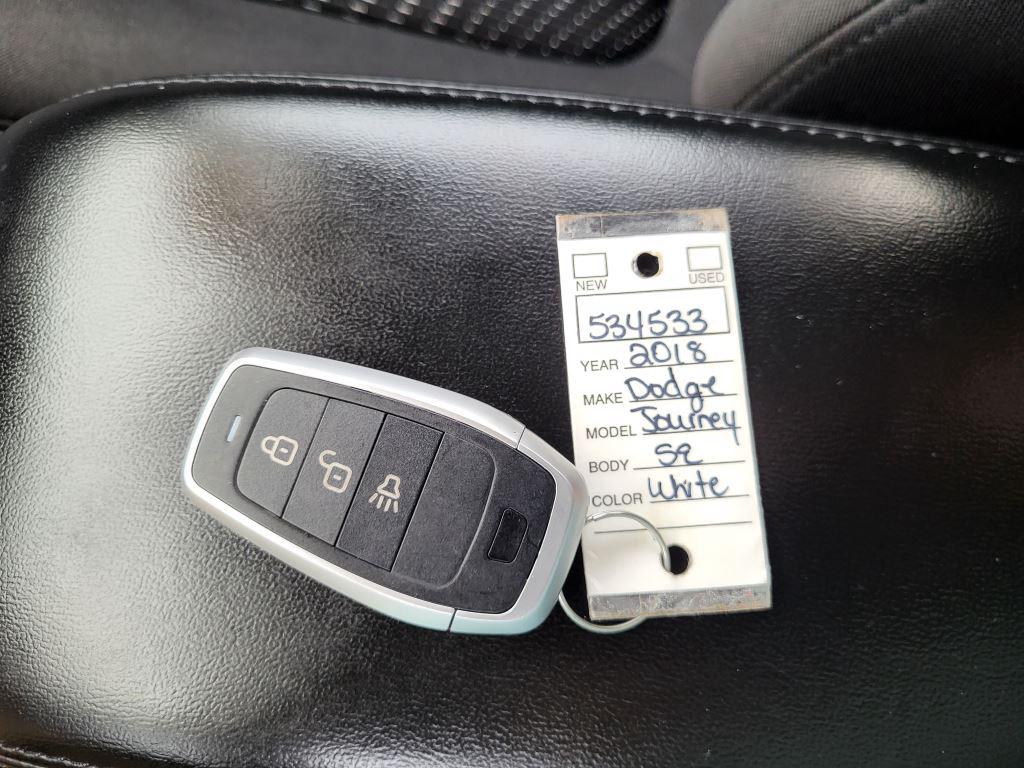 NEW USED
534533
YEAR 2018
MAKE Dodge
MODEL Journey
BODY SE
COLOR White